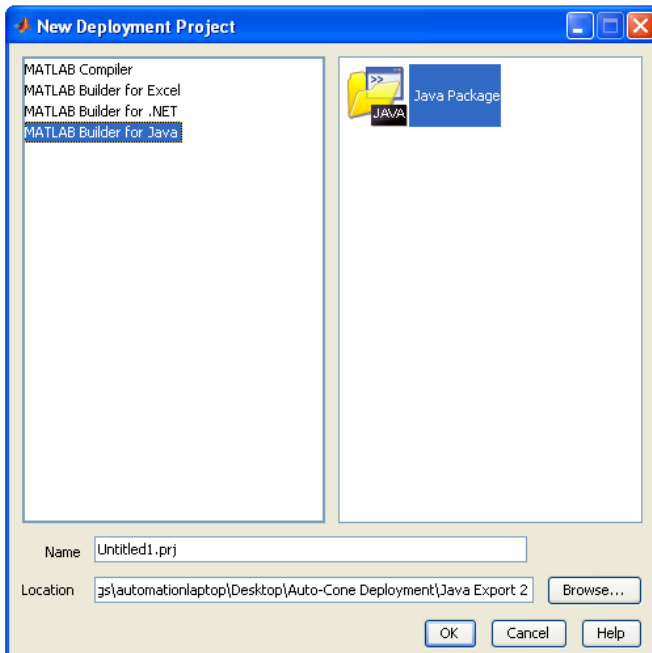 New Deployment Project
MATLAB Compiler
MATLAB Builder for Excel
MATLAB Builder for .NET
MATLAB Builder for Java
>>
JAVA
Java Package
Name
Untitled1.prj
Location
gs\automationlaptop\Desktop\Auto-Cone Deployment\Java Export 2
Browse...
OK
Cancel
Help